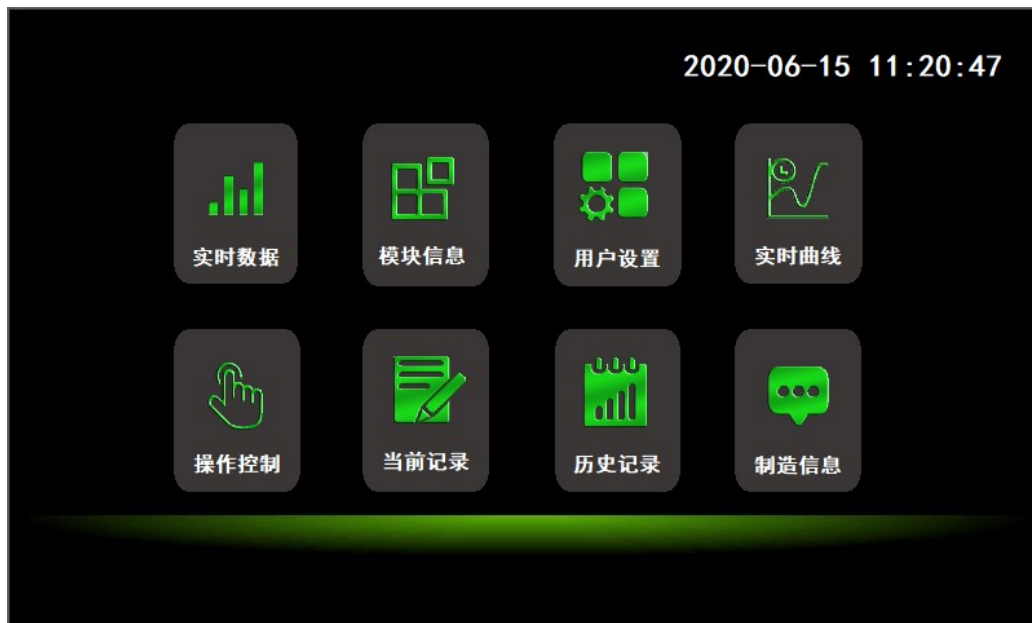 2020-06-15 11:20:47
实时数据 模块信息 用户设置 实时曲线
操作控制 当前记录 历史记录 制造信息